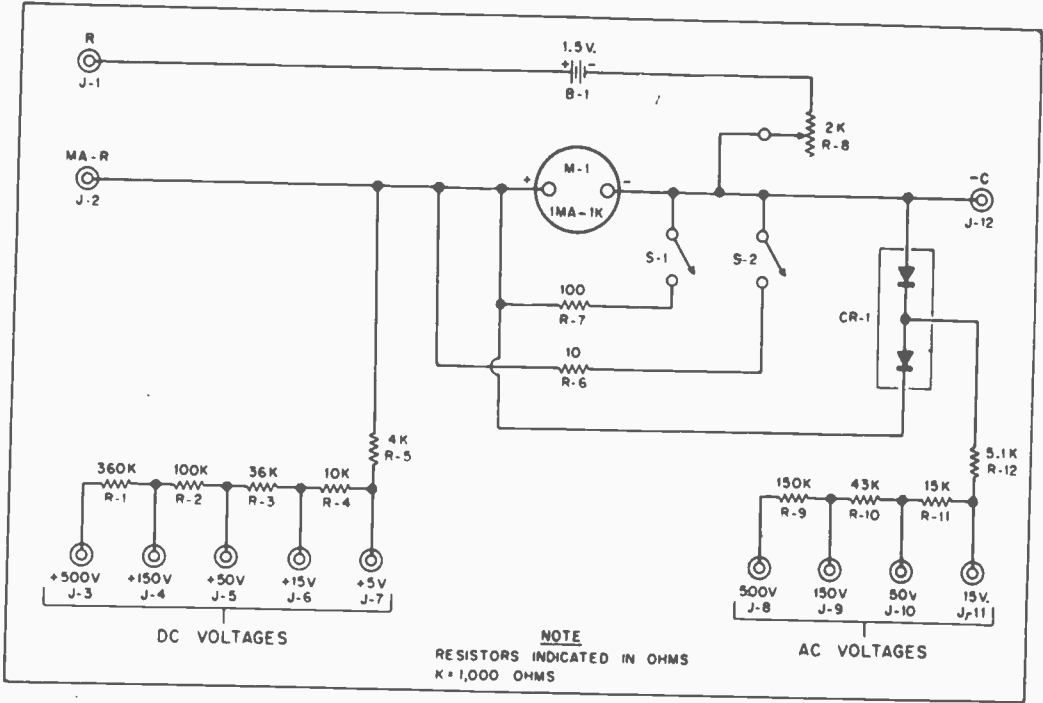 R
J-1
1.5V.
+ -
B-1
2K
R-8
MA-R
J-2
+ M-1 -
1MA-1K
-C
J-12
S-1
S-2
100
R-7
10
R-6
CR-1
4K
R-5
5.1K
R-12
360K
R-1
100K
R-2
36K
R-3
10K
R-4
150K
R-9
43K
R-10
15K
R-11
+500V
J-3
+150V
J-4
+50V
J-5
+15V
J-6
+5V
J-7
500V
J-8
150V
J-9
50V
J-10
15V.
J-11
DC VOLTAGES
AC VOLTAGES
NOTE
RESISTORS INDICATED IN OHMS
K=1,000 OHMS